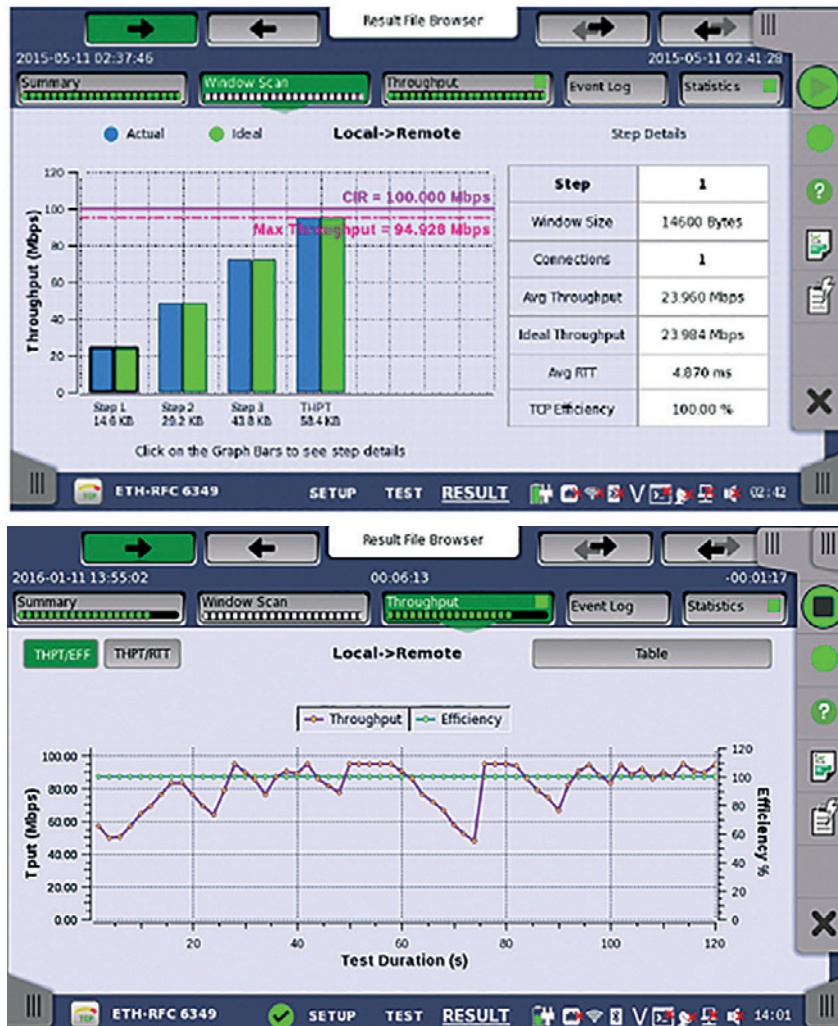 Result File Browser
2015-05-11 02:37:46
2015-05-11 02:41:28
Summary
Window Scan
Throughput
Event Log
Statistics
Actual
Ideal
Local->Remote
Step Details
Throughput (Mbps)
120
100
80
60
40
20
0
CIR = 100.000 Mbps
Max Throughput = 94.928 Mbps
Step 1
14.6 KB
Step 2
29.2 KB
Step 3
43.8 KB
THPT
58.4 KB
Click on the Graph Bars to see step details
Step 1
Window Size 14600 Bytes
Connections 1
Avg Throughput 23.960 Mbps
Ideal Throughput 23.984 Mbps
Avg RTT 4.870 ms
TCP Efficiency 100.00 %
TCP
ETH-RFC 6349
SETUP
TEST
RESULT
02:42
Result File Browser
2016-01-11 13:55:02
00:06:13
-00:01:17
Summary
Window Scan
Throughput
Event Log
Statistics
THPT/EFF
THPT/RTT
Local->Remote
Table
Throughput
Efficiency
Tput (Mbps)
100.00
80.00
60.00
40.00
20.00
0.00
120
100
80
60
40
20
0
Efficiency %
20
40
60
80
100
120
Test Duration (s)
TCP
ETH-RFC 6349
SETUP
TEST
RESULT
14:01